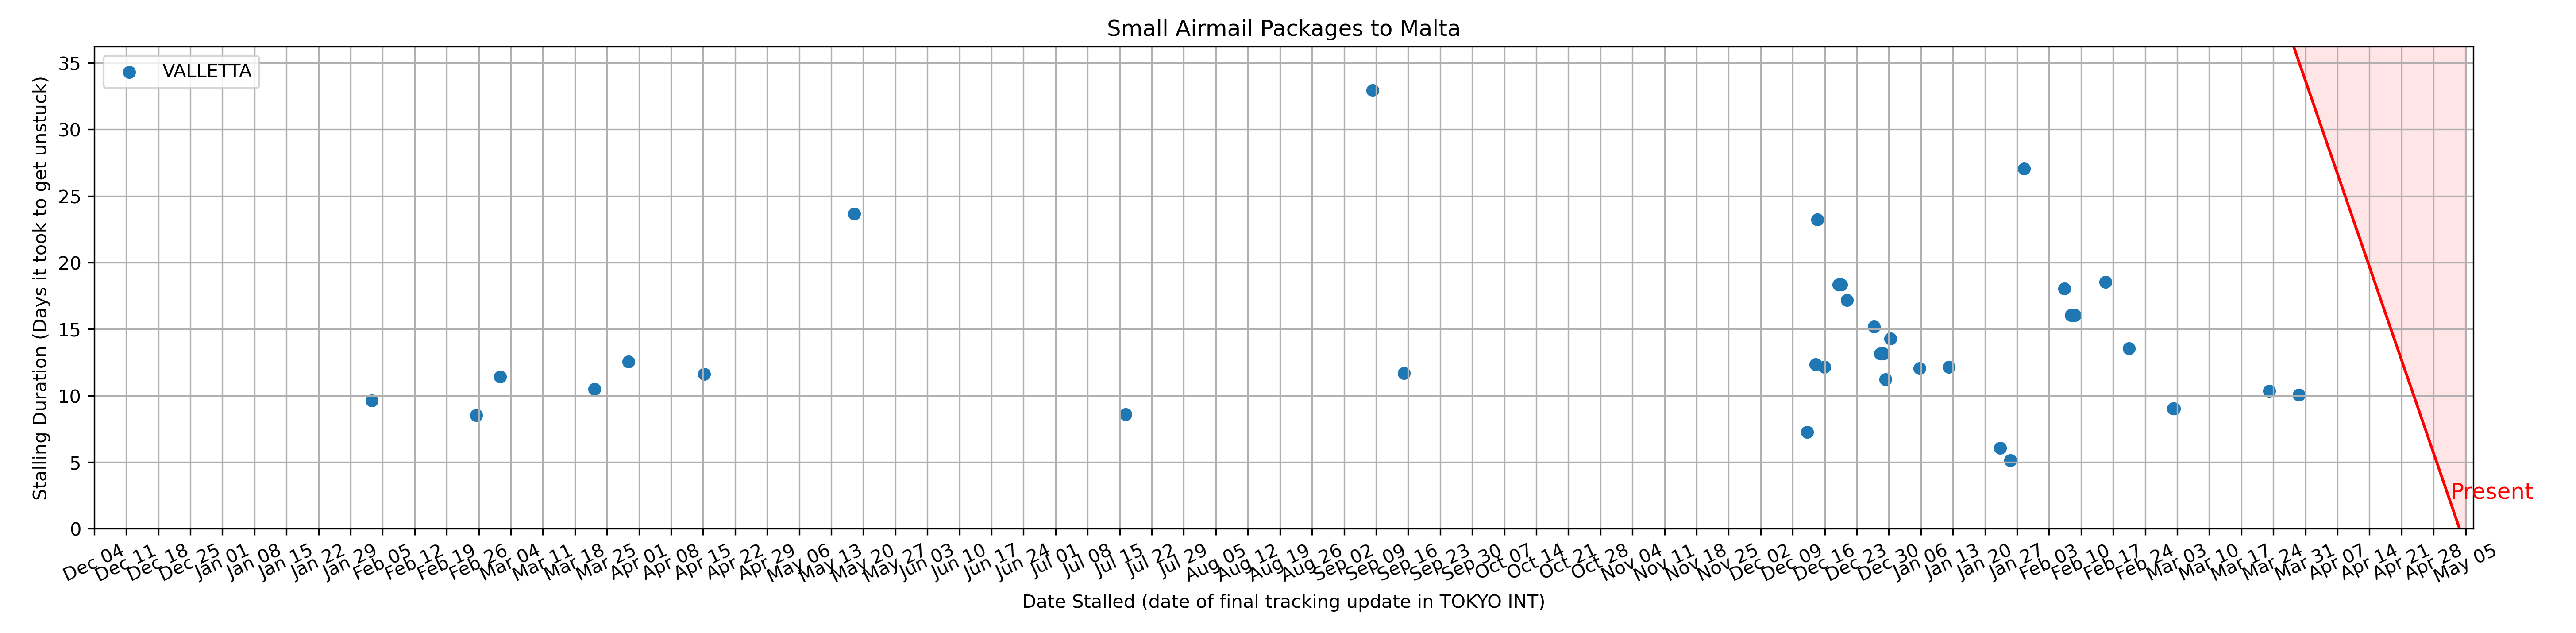 Small Airmail Packages to Malta
VALLETTA
Stalling Duration (Days it took to get unstuck)
35
30
25
20
15
10
5
0
Present
Dec 04
Dec 11
Dec 18
Dec 25
Jan 01
Jan 08
Jan 15
Jan 22
Jan 29
Feb 05
Feb 12
Feb 19
Feb 26
Mar 04
Mar 11
Mar 18
Mar 25
Apr 01
Apr 08
Apr 15
Apr 22
Apr 29
May 06
May 13
May 20
May 27
Jun 03
Jun 10
Jun 17
Jun 24
Jul 01
Jul 08
Jul 15
Jul 22
Jul 29
Aug 05
Aug 12
Aug 19
Aug 26
Sep 02
Sep 09
Sep 16
Sep 23
Sep 30
Oct 07
Oct 14
Oct 21
Oct 28
Nov 04
Nov 11
Nov 18
Nov 25
Dec 02
Dec 09
Dec 16
Dec 23
Dec 30
Jan 06
Jan 13
Jan 20
Jan 27
Feb 03
Feb 10
Feb 17
Feb 24
Mar 03
Mar 10
Mar 17
Mar 24
Mar 31
Apr 07
Apr 14
Apr 21
Apr 28
May 05
Date Stalled (date of final tracking update in TOKYO INT)